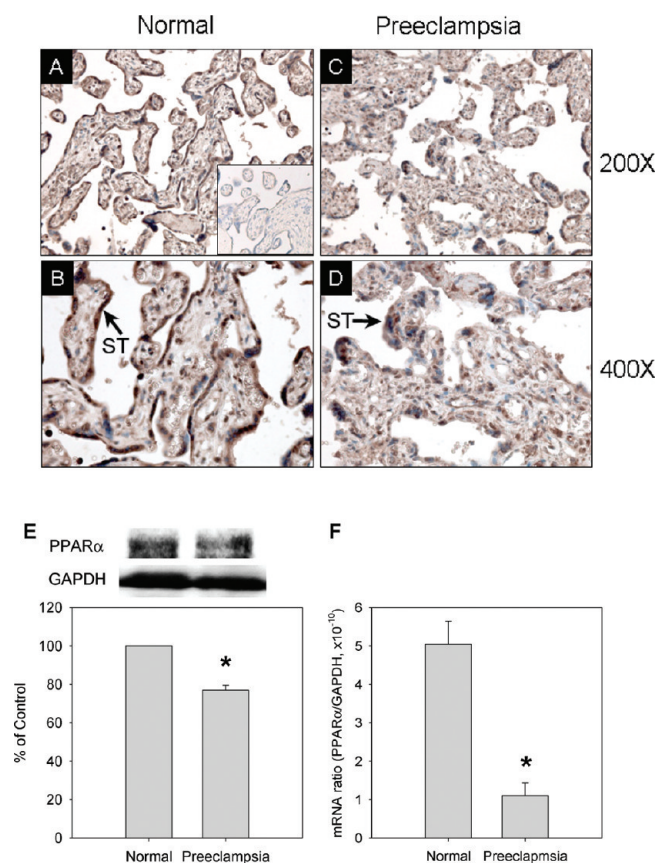 Normal
Preeclampsia
A
C
200X
B
ST
D
ST
400X
E
PPARα
GAPDH
120
100
80
60
40
20
0
% of Control
*
Normal
Preeclampsia
F
6
5
4
3
2
1
0
mRNA ratio (PPARα/GAPDH, x10⁻¹⁰)
*
Normal
Preeclapmsia